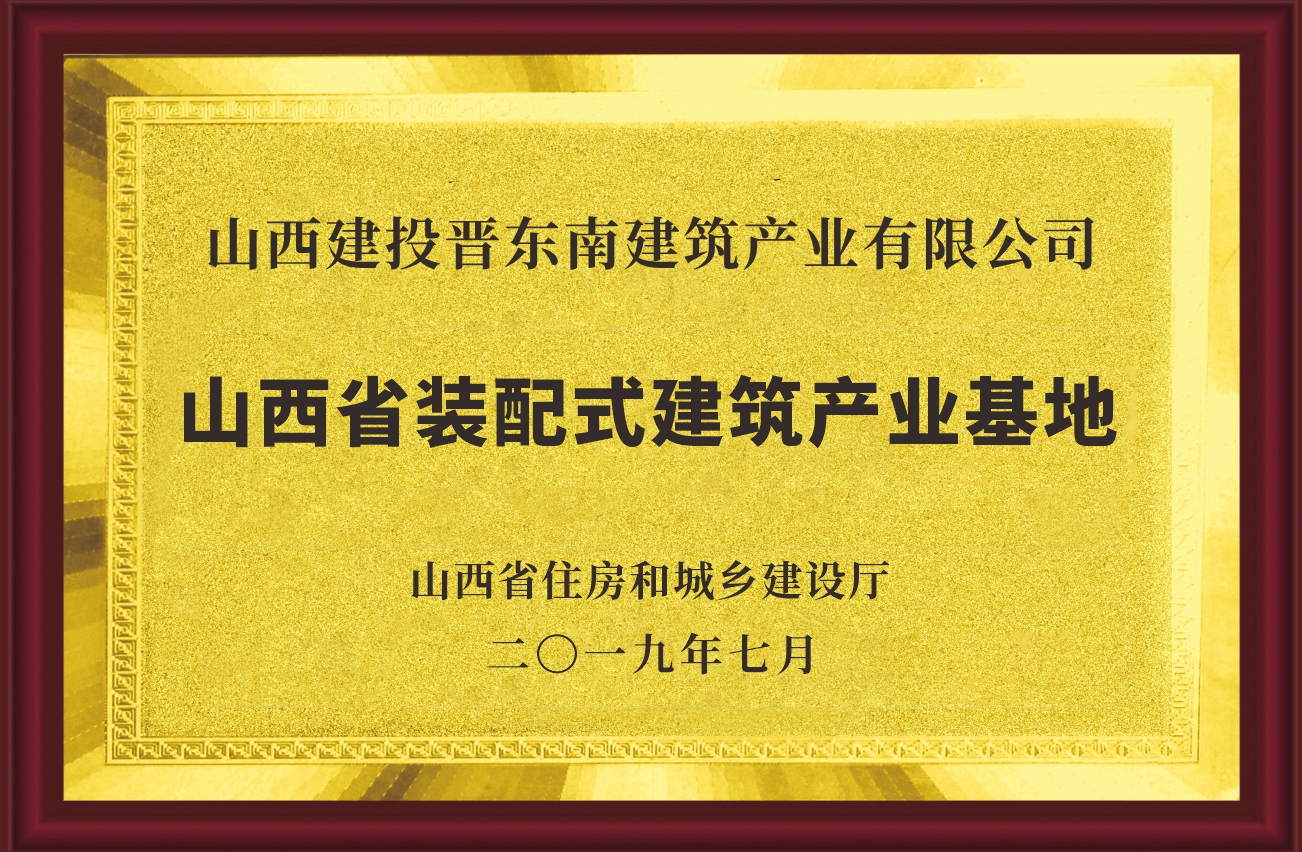 山西建投晋东南建筑产业有限公司
山西省装配式建筑产业基地
山西省住房和城乡建设厅
二〇一九年七月